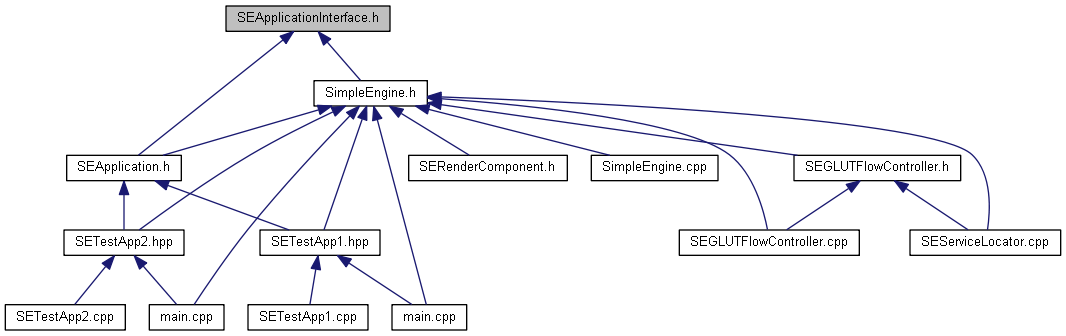 SEApplicationInterface.h
SimpleEngine.h
SEApplication.h
SERenderComponent.h
SimpleEngine.cpp
SEGLUTFlowController.h
SETestApp2.hpp
SETestApp1.hpp
SEGLUTFlowController.cpp
SEServiceLocator.cpp
SETestApp2.cpp
main.cpp
SETestApp1.cpp
main.cpp